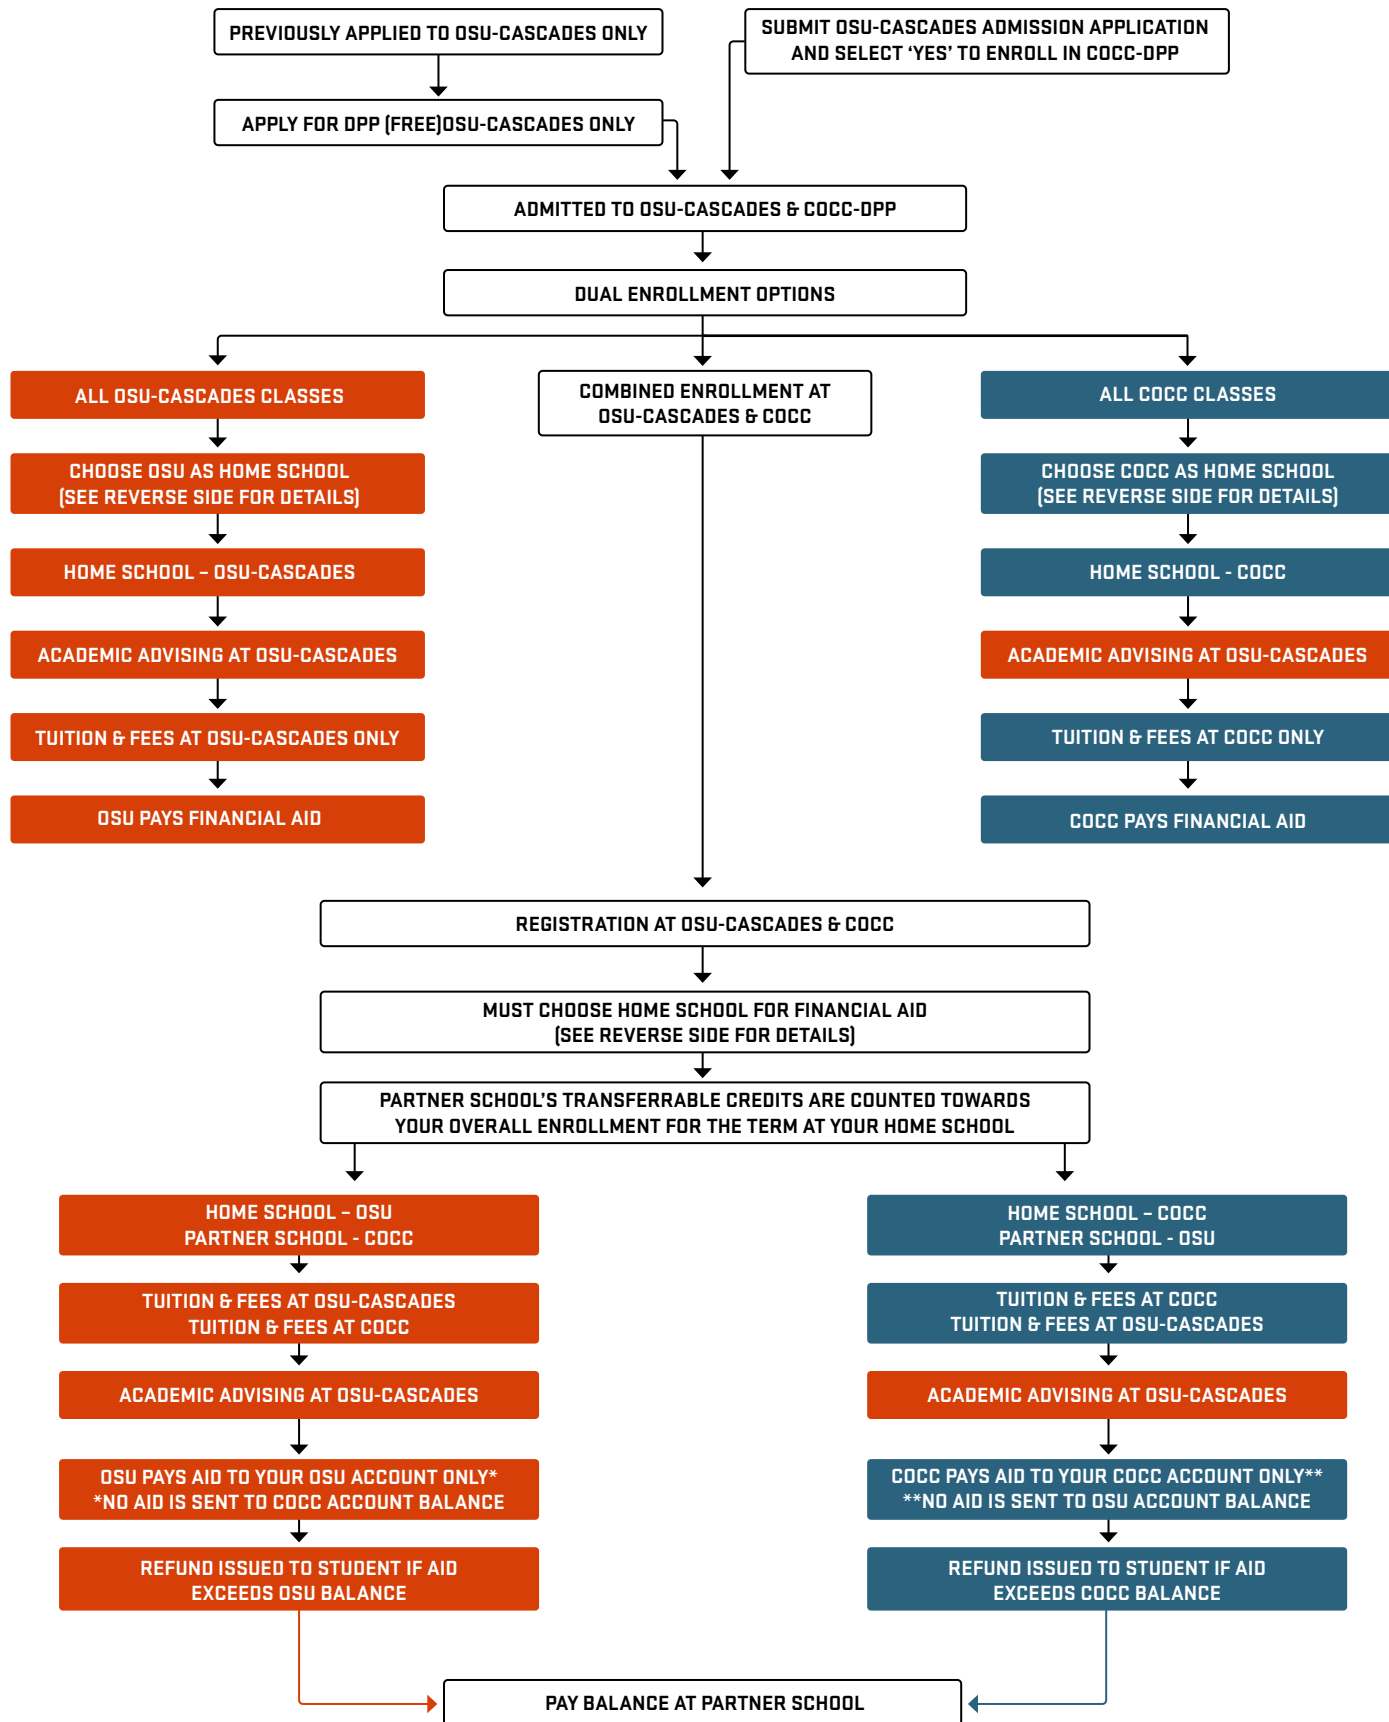 PREVIOUSLY APPLIED TO OSU-CASCADES ONLY
SUBMIT OSU-CASCADES ADMISSION APPLICATION
AND SELECT ‘YES’ TO ENROLL IN COCC-DPP
APPLY FOR DPP (FREE)OSU-CASCADES ONLY
ADMITTED TO OSU-CASCADES & COCC-DPP
DUAL ENROLLMENT OPTIONS
ALL OSU-CASCADES CLASSES
CHOOSE OSU AS HOME SCHOOL
(SEE REVERSE SIDE FOR DETAILS)
HOME SCHOOL – OSU-CASCADES
ACADEMIC ADVISING AT OSU-CASCADES
TUITION & FEES AT OSU-CASCADES ONLY
OSU PAYS FINANCIAL AID
COMBINED ENROLLMENT AT
OSU-CASCADES & COCC
ALL COCC CLASSES
CHOOSE COCC AS HOME SCHOOL
(SEE REVERSE SIDE FOR DETAILS)
HOME SCHOOL - COCC
ACADEMIC ADVISING AT OSU-CASCADES
TUITION & FEES AT COCC ONLY
COCC PAYS FINANCIAL AID
REGISTRATION AT OSU-CASCADES & COCC
MUST CHOOSE HOME SCHOOL FOR FINANCIAL AID
(SEE REVERSE SIDE FOR DETAILS)
PARTNER SCHOOL’S TRANSFERRABLE CREDITS ARE COUNTED TOWARDS
YOUR OVERALL ENROLLMENT FOR THE TERM AT YOUR HOME SCHOOL
HOME SCHOOL – OSU
PARTNER SCHOOL - COCC
TUITION & FEES AT OSU-CASCADES
TUITION & FEES AT COCC
ACADEMIC ADVISING AT OSU-CASCADES
OSU PAYS AID TO YOUR OSU ACCOUNT ONLY*
*NO AID IS SENT TO COCC ACCOUNT BALANCE
REFUND ISSUED TO STUDENT IF AID
EXCEEDS OSU BALANCE
HOME SCHOOL – COCC
PARTNER SCHOOL - OSU
TUITION & FEES AT COCC
TUITION & FEES AT OSU-CASCADES
ACADEMIC ADVISING AT OSU-CASCADES
COCC PAYS AID TO YOUR COCC ACCOUNT ONLY**
**NO AID IS SENT TO OSU ACCOUNT BALANCE
REFUND ISSUED TO STUDENT IF AID
EXCEEDS COCC BALANCE
PAY BALANCE AT PARTNER SCHOOL